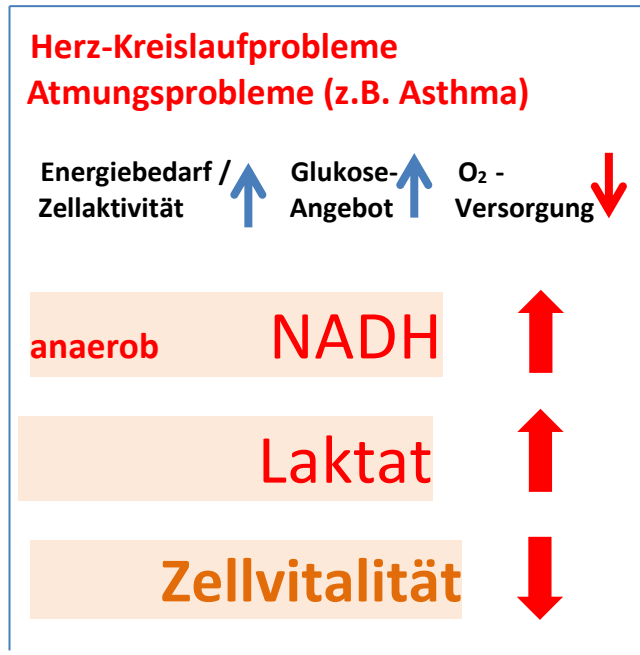 Herz-Kreislaufprobleme
Atmungsprobleme (z.B. Asthma)
Energiebedarf / Glukose- O₂ -
Zellaktivität Angebot Versorgung
anaerob NADH
Laktat
Zellvitalität